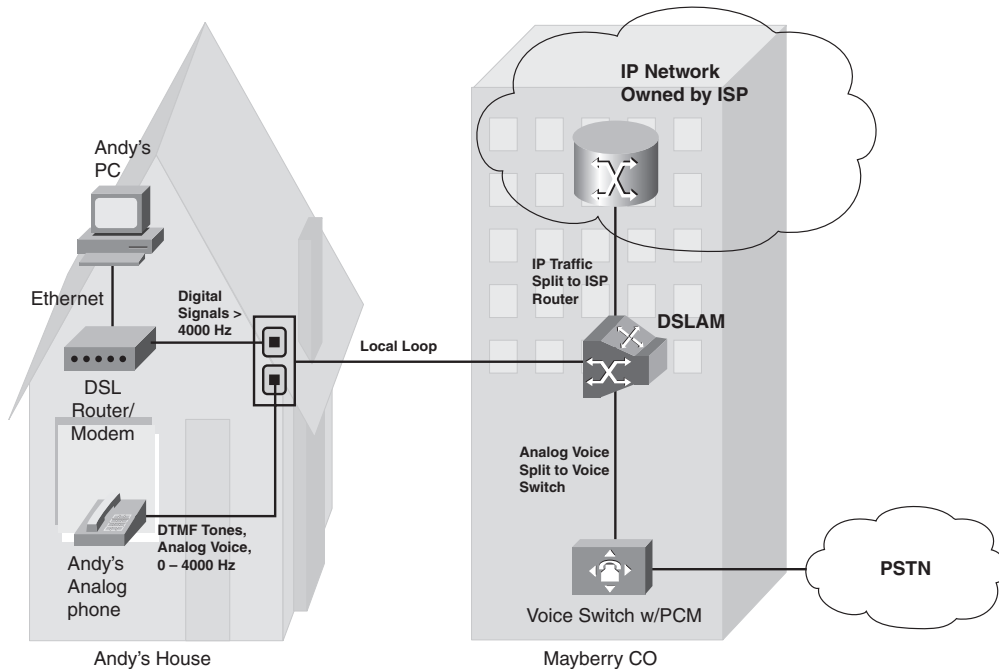 IP Network
Owned by ISP
Andy's
PC
Ethernet
Digital
Signals >
4000 Hz
IP Traffic
Split to ISP
Router
DSLAM
Local Loop
DSL
Router/
Modem
Analog Voice
Split to Voice
Switch
DTMF Tones,
Analog Voice,
0 – 4000 Hz
Andy's
Analog
phone
PSTN
Voice Switch w/PCM
Andy's House
Mayberry CO